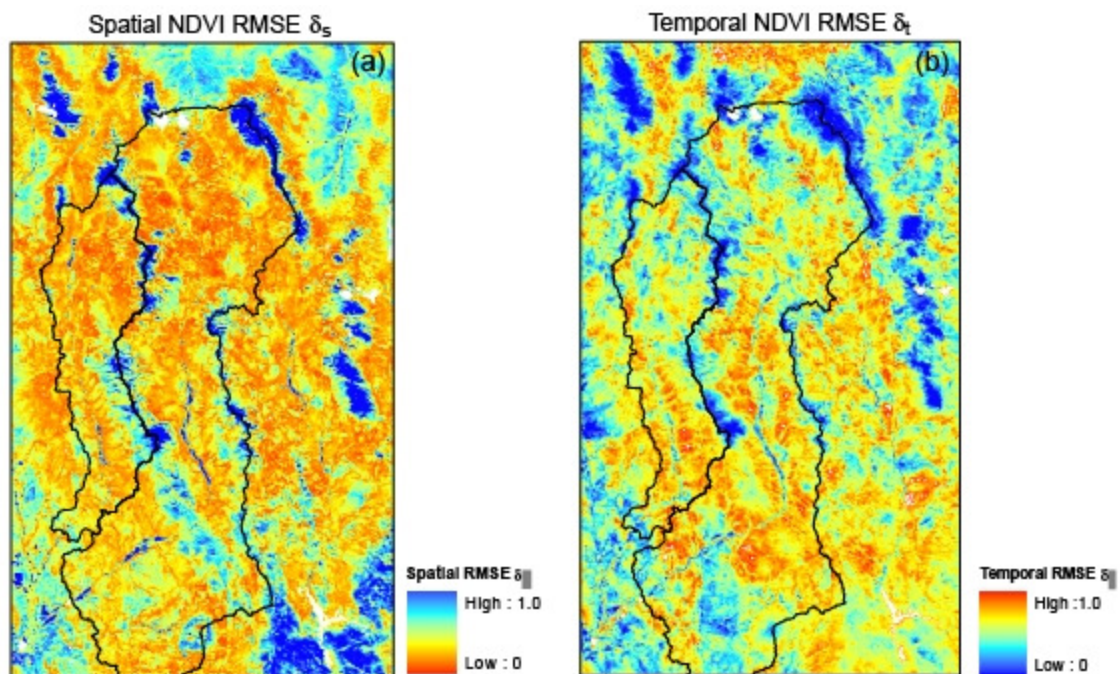 Spatial NDVI RMSE δs
Temporal NDVI RMSE δt
(a)
(b)
Spatial RMSE δ
High : 1.0
Low : 0
Temporal RMSE δ
High :1.0
Low : 0